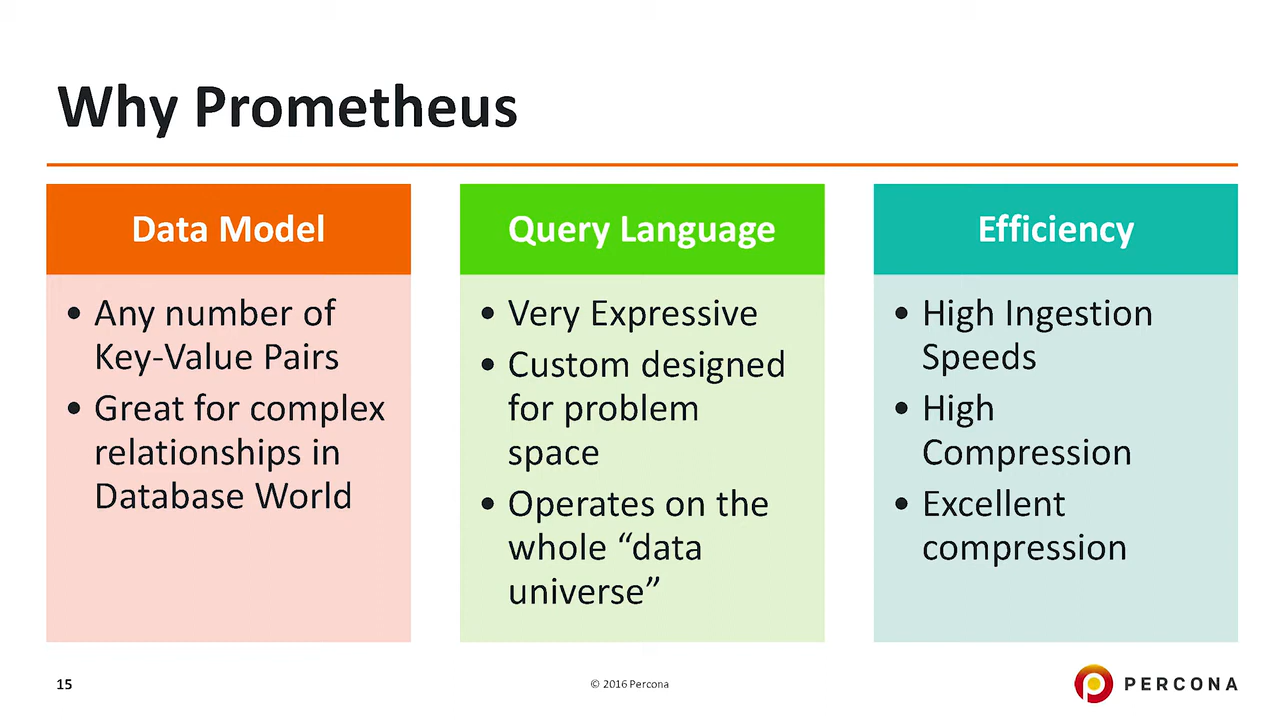 Why Prometheus
Data Model
• Any number of
Key-Value Pairs
• Great for complex
relationships in
Database World
Query Language
• Very Expressive
• Custom designed
for problem
space
• Operates on the
whole “data
universe”
Efficiency
• High Ingestion
Speeds
• High
Compression
• Excellent
compression
15
© 2016 Percona
PERCONA